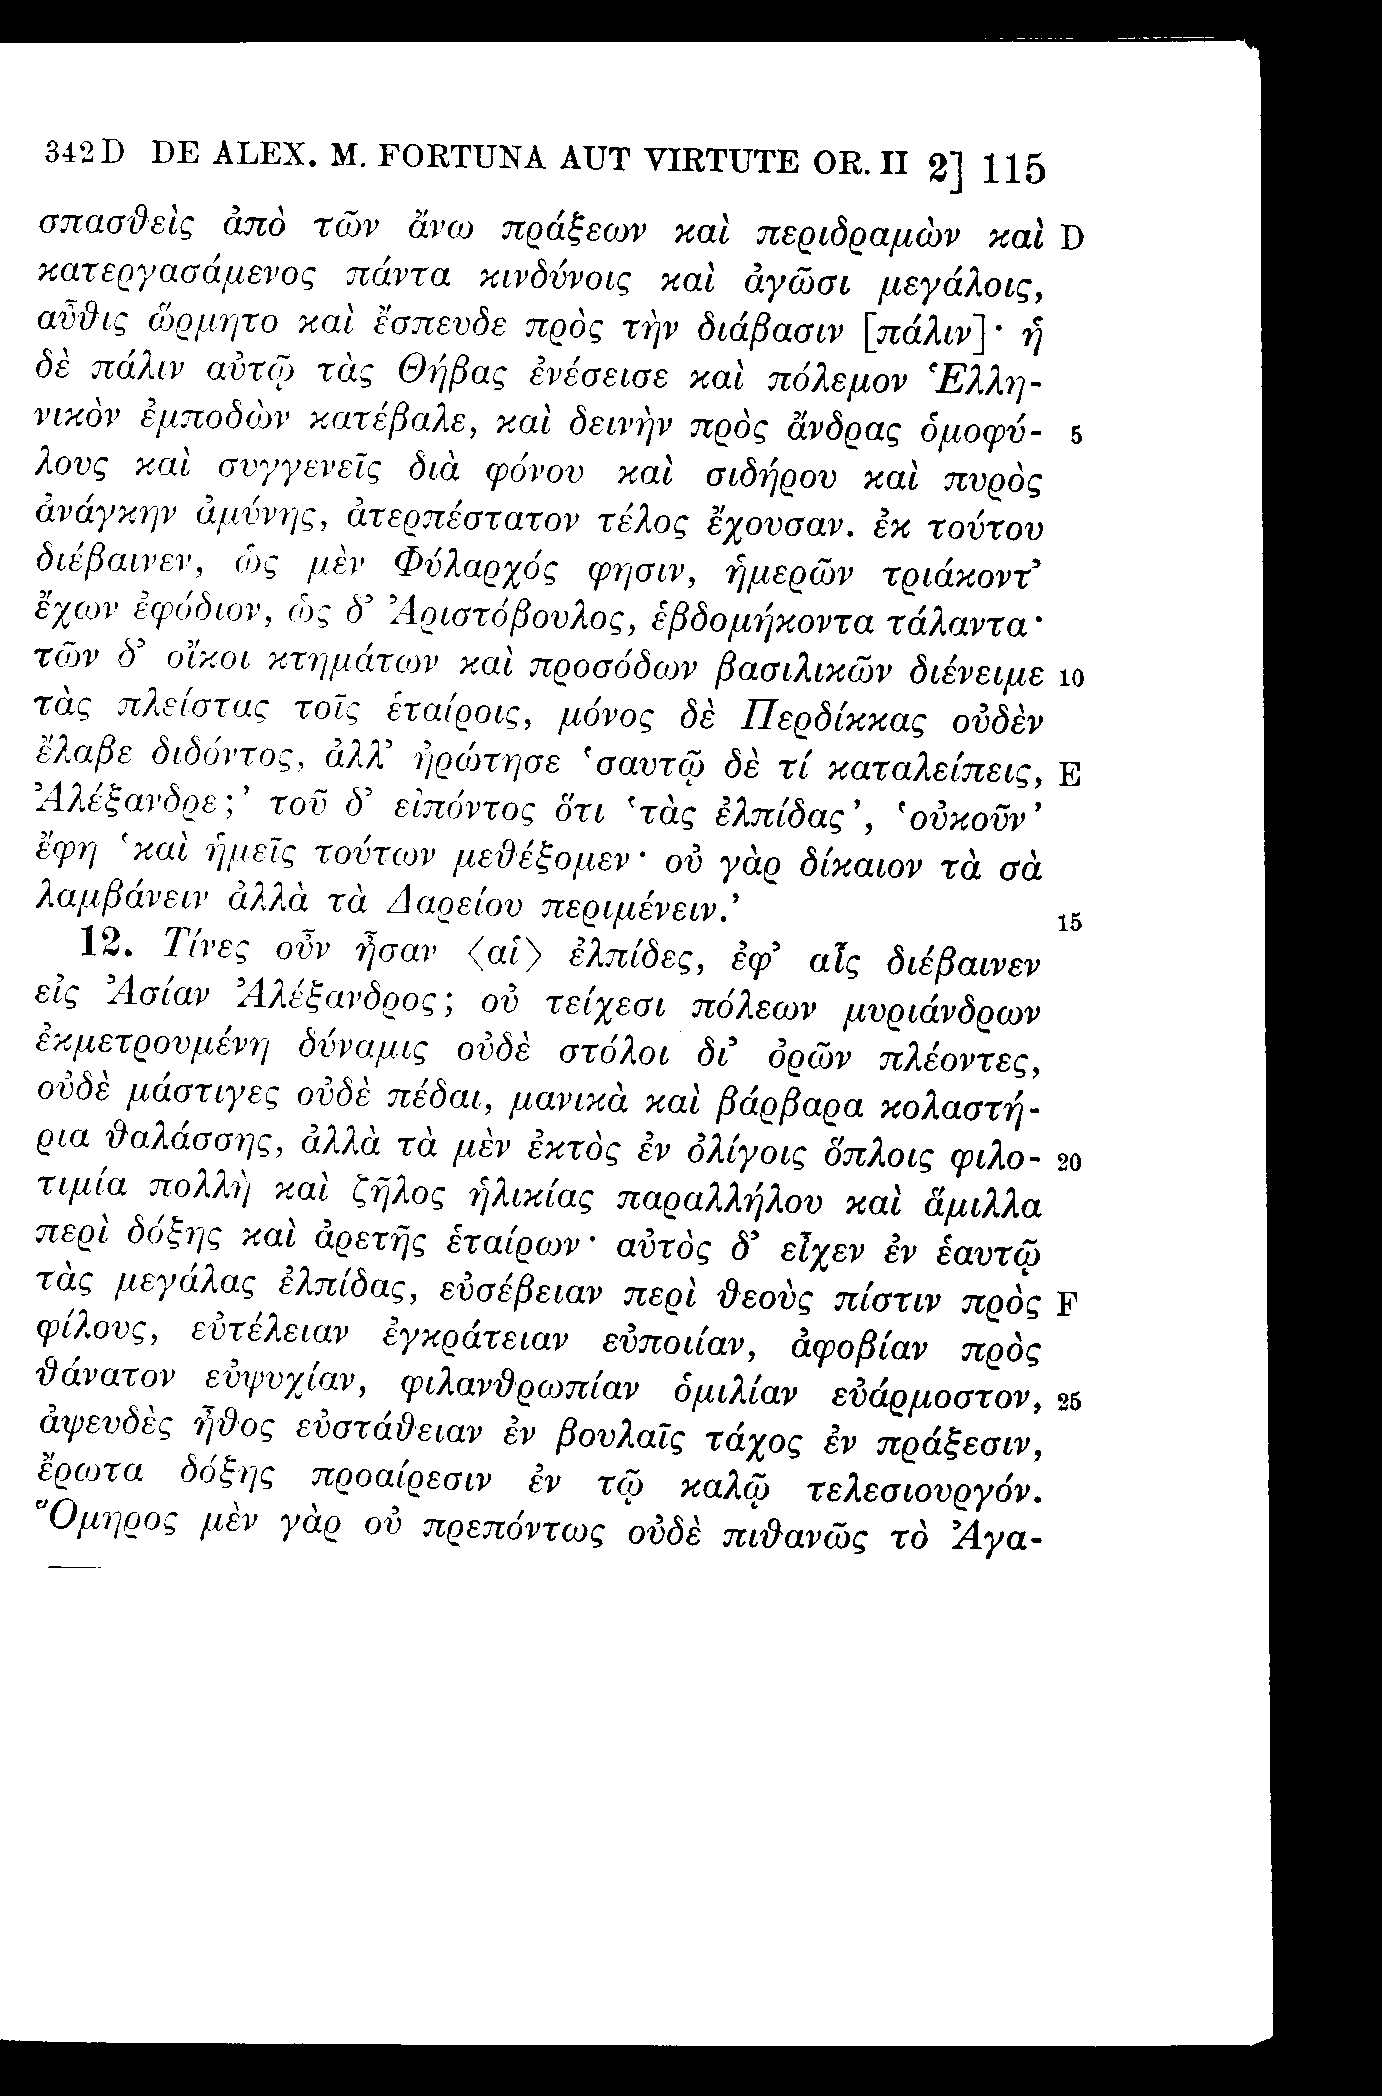 342 D DE ALEX. M. FORTUNA AUT VIRTUTE OR. II 2] 115
σπασθεὶς ἀπὸ τῶν ἄνω πράξεων καὶ περιδραμὼν καὶ D
κατεργασάμενος πάντα κινδύνοις καὶ ἀγῶσι μεγάλοις,
αὖθις ὥρμητο καὶ ἔσπευδε πρὸς τὴν διάβασιν [πάλιν]· ἡ
δὲ πάλιν αὐτῷ τὰς Θήβας ἐνέσεισε καὶ πόλεμον Ἑλλη-
νικὸν ἐμποδὼν κατέβαλε, καὶ δεινὴν πρὸς ἄνδρας ὁμοφύ- 5
λους καὶ συγγενεῖς διὰ φόνου καὶ σιδήρου καὶ πυρὸς
ἀνάγκην ἀμύνης, ἀτερπέστατον τέλος ἔχουσαν. ἐκ τούτου
διέβαινεν, ὡς μὲν Φύλαρχός φησιν, ἡμερῶν τριάκοντ’
ἔχων ἐφόδιον, ὡς δ’ Ἀριστόβουλος, ἑβδομήκοντα τάλαντα·
τῶν δ’ οἴκοι κτημάτων καὶ προσόδων βασιλικῶν διένειμε 10
τὰς πλείστας τοῖς ἑταίροις, μόνος δὲ Περδίκκας οὐδὲν
ἔλαβε διδόντος, ἀλλ’ ἠρώτησε ‘σαυτῷ δὲ τί καταλείπεις, E
Ἀλέξανδρε;’ τοῦ δ’ εἰπόντος ὅτι ‘τὰς ἐλπίδας’, ‘οὐκοῦν’
ἔφη ‘καὶ ἡμεῖς τούτων μεθέξομεν· οὐ γὰρ δίκαιον τὰ σὰ
λαμβάνειν ἀλλὰ τὰ Δαρείου περιμένειν.’ 15
12. Τίνες οὖν ἦσαν ⟨αἱ⟩ ἐλπίδες, ἐφ’ αἷς διέβαινεν
εἰς Ἀσίαν Ἀλέξανδρος; οὐ τείχεσι πόλεων μυριάνδρων
ἐκμετρουμένη δύναμις οὐδὲ στόλοι δι’ ὀρῶν πλέοντες,
οὐδὲ μάστιγες οὐδὲ πέδαι, μανικὰ καὶ βάρβαρα κολαστή-
ρια θαλάσσης, ἀλλὰ τὰ μὲν ἐκτὸς ἐν ὀλίγοις ὅπλοις φιλο- 20
τιμία πολλὴ καὶ ζῆλος ἡλικίας παραλλήλου καὶ ἅμιλλα
περὶ δόξης καὶ ἀρετῆς ἑταίρων· αὐτὸς δ’ εἶχεν ἐν ἑαυτῷ
τὰς μεγάλας ἐλπίδας, εὐσέβειαν περὶ θεοὺς πίστιν πρὸς F
φίλους, εὐτέλειαν ἐγκράτειαν εὐποιίαν, ἀφοβίαν πρὸς
θάνατον εὐψυχίαν, φιλανθρωπίαν ὁμιλίαν εὐάρμοστον, 25
ἀψευδὲς ἦθος εὐστάθειαν ἐν βουλαῖς τάχος ἐν πράξεσιν,
ἔρωτα δόξης προαίρεσιν ἐν τῷ καλῷ τελεσιουργόν.
Ὅμηρος μὲν γὰρ οὐ πρεπόντως οὐδὲ πιθανῶς τὸ Ἀγα-